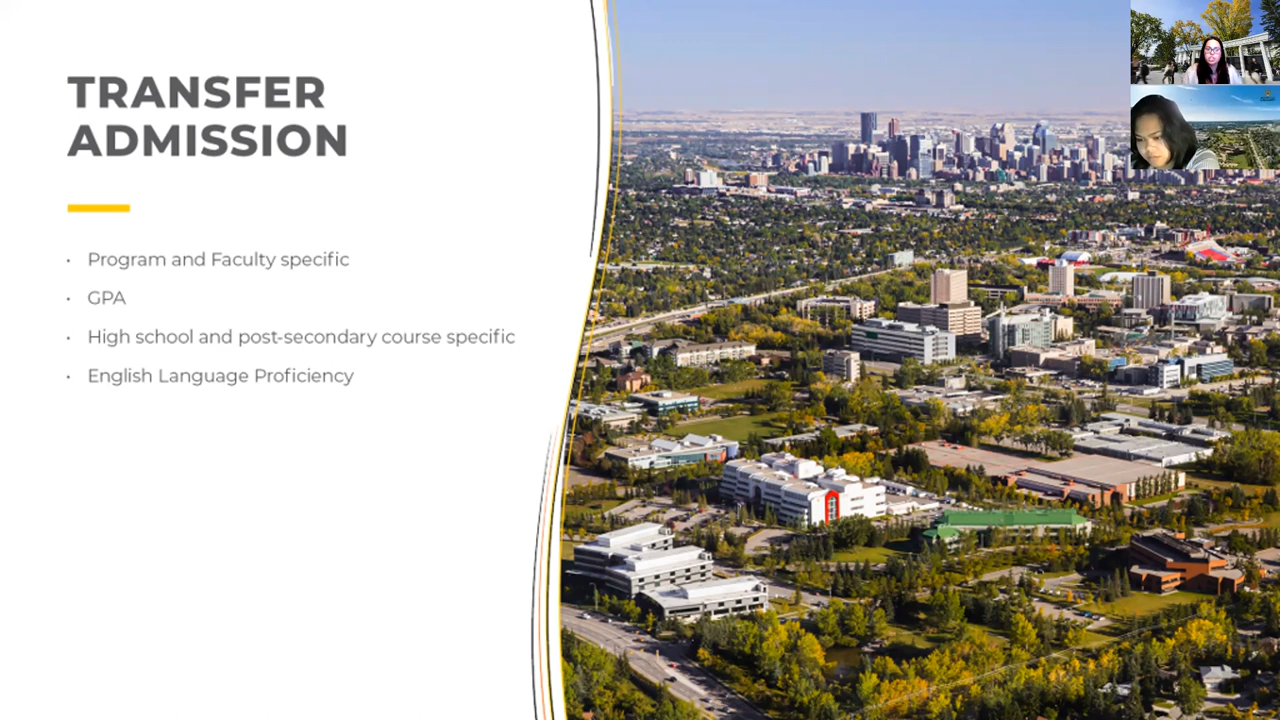 TRANSFER
ADMISSION
• Program and Faculty specific
• GPA
• High school and post-secondary course specific
• English Language Proficiency